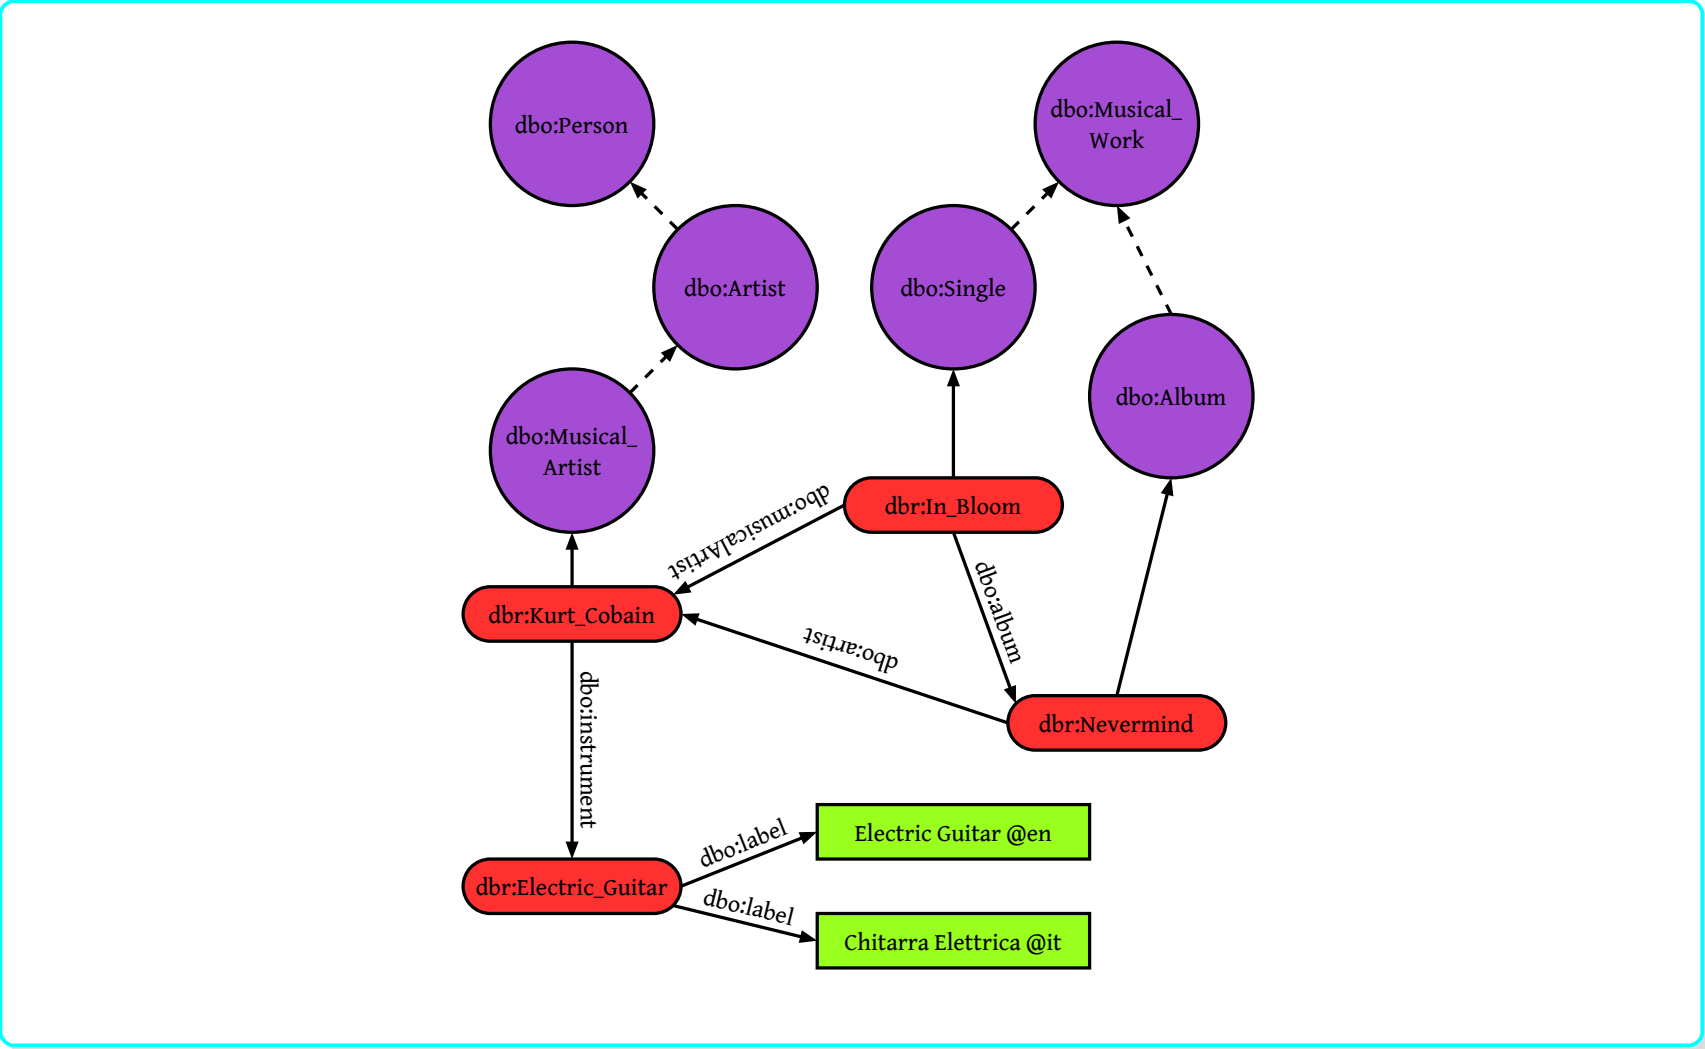 dbo:Person
dbo:Musical_
Work
dbo:Artist
dbo:Single
dbo:Album
dbo:Musical_
Artist
dbr:In_Bloom
dbo:musicalArtist
dbo:album
dbr:Kurt_Cobain
dbo:artist
dbo:instrument
dbr:Nevermind
dbo:label
Electric Guitar @en
dbr:Electric_Guitar
dbo:label
Chitarra Elettrica @it